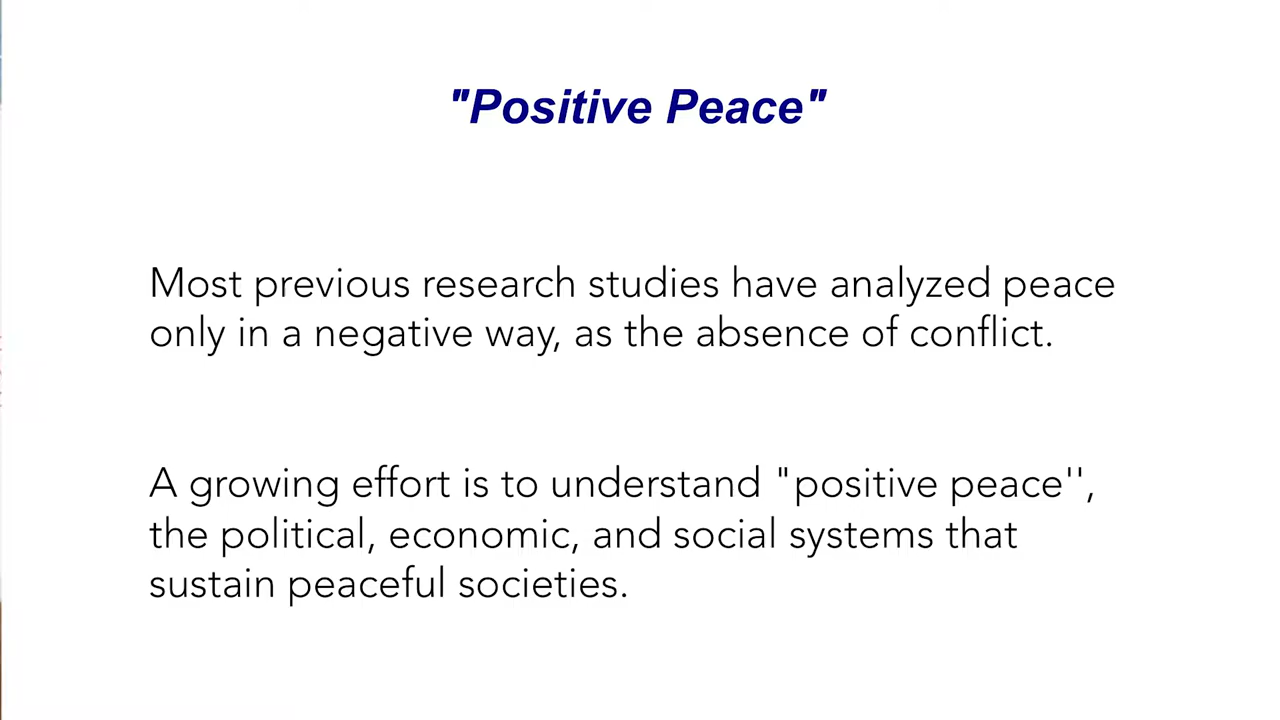 "Positive Peace"
Most previous research studies have analyzed peace
only in a negative way, as the absence of conflict.
A growing effort is to understand "positive peace'',
the political, economic, and social systems that
sustain peaceful societies.